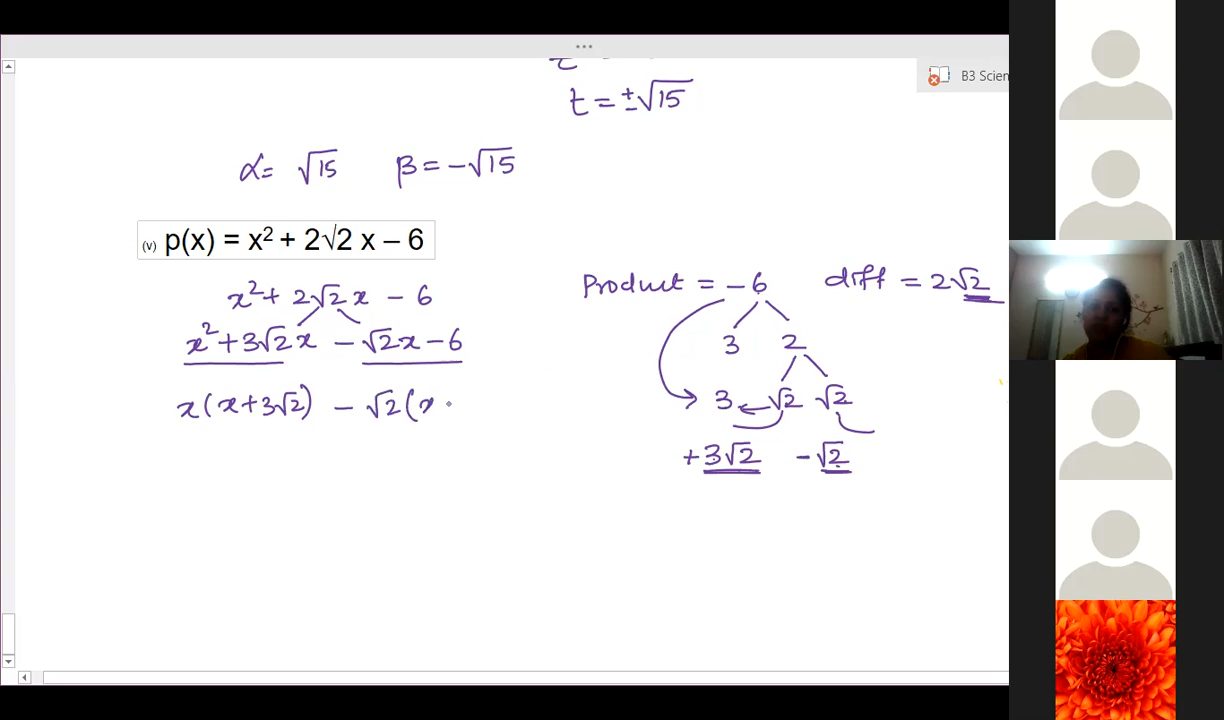 B3 Scien
t = ±√15
α = √15 β = -√15
(v) p(x) = x² + 2√2 x – 6
x² + 2√2 x - 6
x² + 3√2 x - √2x - 6
x(x + 3√2) - √2(x
Product = -6 diff = 2√2
3 2
3 √2 √2
+3√2 -√2